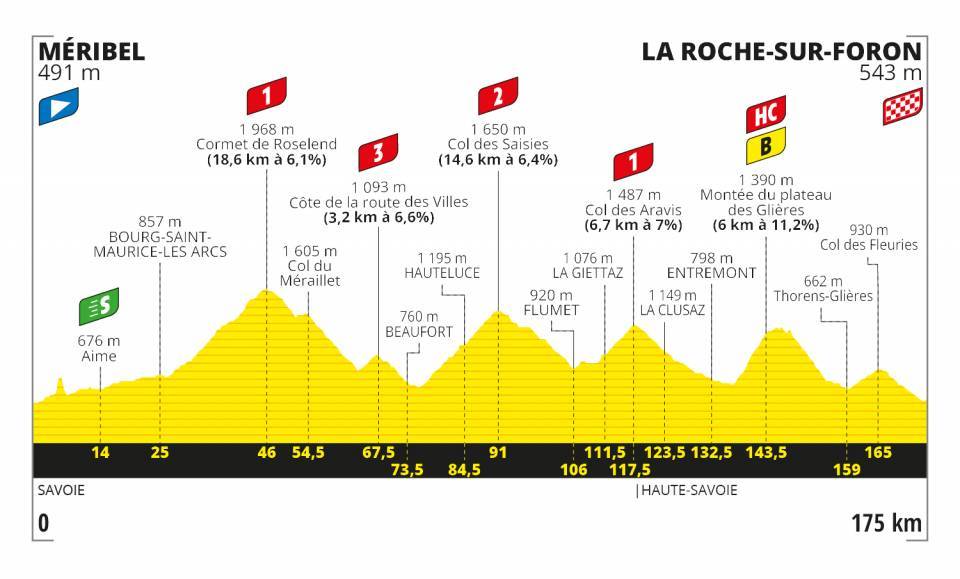 MÉRIBEL
491 m
LA ROCHE-SUR-FORON
543 m
S
676 m
Aime
857 m
BOURG-SAINT-
MAURICE-LES ARCS
1
1 968 m
Cormet de Roselend
(18,6 km à 6,1%)
1 605 m
Col du
Méraillet
3
1 093 m
Côte de la route des Villes
(3,2 km à 6,6%)
760 m
BEAUFORT
1 195 m
HAUTELUCE
2
1 650 m
Col des Saisies
(14,6 km à 6,4%)
920 m
FLUMET
1 076 m
LA GIETTAZ
1
1 487 m
Col des Aravis
(6,7 km à 7%)
1 149 m
LA CLUSAZ
798 m
ENTREMONT
HC
B
1 390 m
Montée du plateau
des Glières
(6 km à 11,2%)
662 m
Thorens-Glières
930 m
Col des Fleuries
14
25
46
54,5
67,5
73,5
84,5
91
106
111,5
117,5
123,5
132,5
143,5
159
165
SAVOIE
HAUTE-SAVOIE
0
175 km